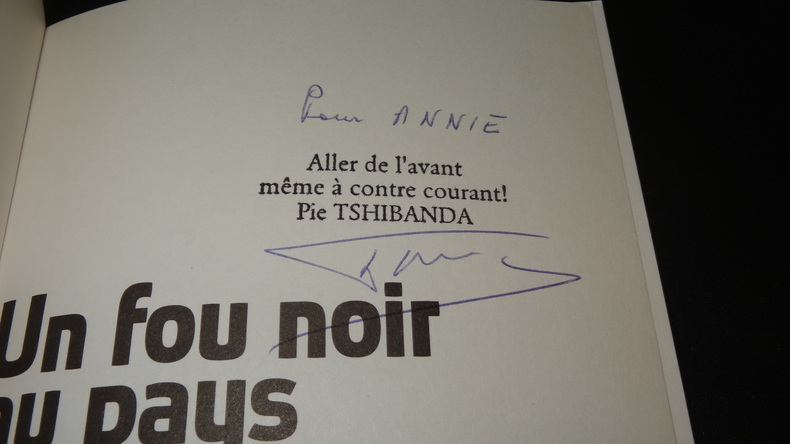 Pour ANNIE
Aller de l'avant
même à contre courant!
Pie TSHIBANDA
Un fou noir
au pays